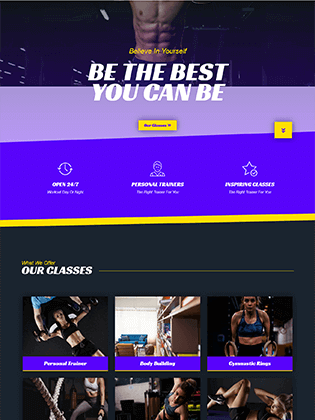 Believe In Yourself
BE THE BEST
YOU CAN BE
Our Classes
OPEN 24/7
Workout Day Or Night
PERSONAL TRAINERS
The Right Trainer For You
INSPIRING CLASSES
The Right Trainer For You
What We Offer
OUR CLASSES
Personal Trainer
Body Building
Gymnastic Rings